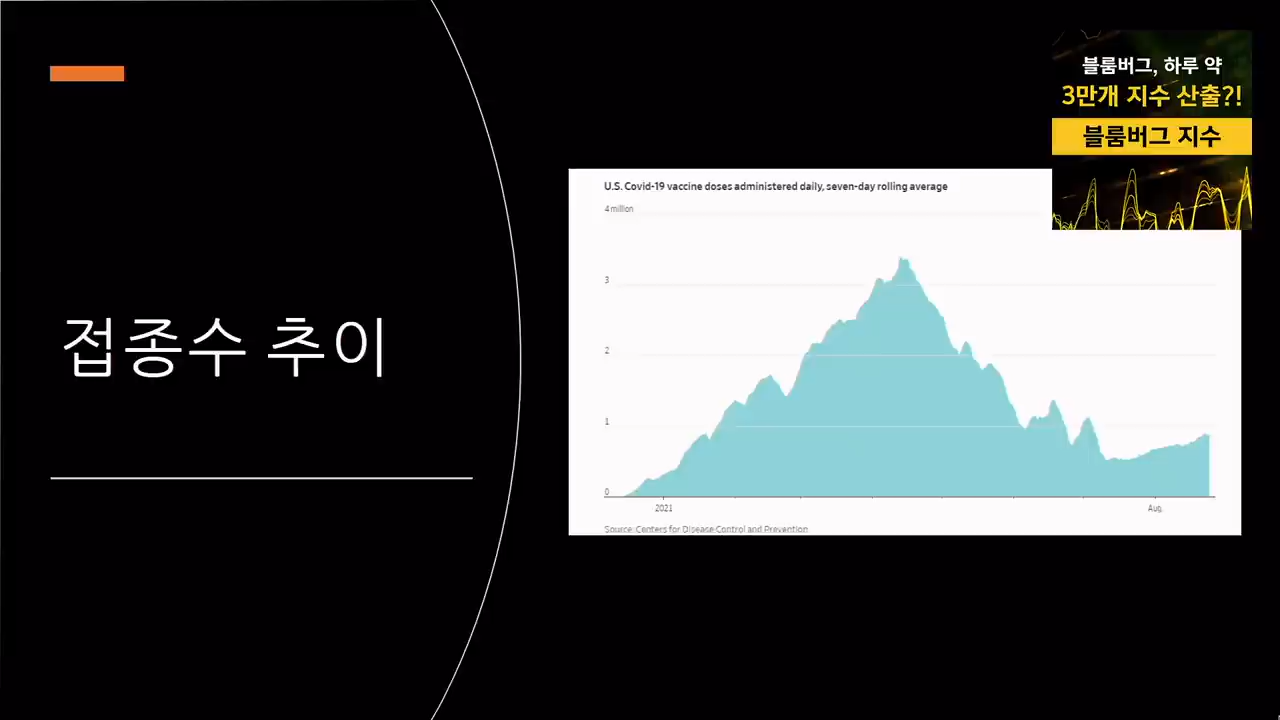 접종수 추이
블룸버그, 하루 약
3만개 지수 산출?!
블룸버그 지수
U.S. Covid-19 vaccine doses administered daily, seven-day rolling average
4 million
3
2
1
0
2021
Aug.
Source: Centers for Disease Control and Prevention